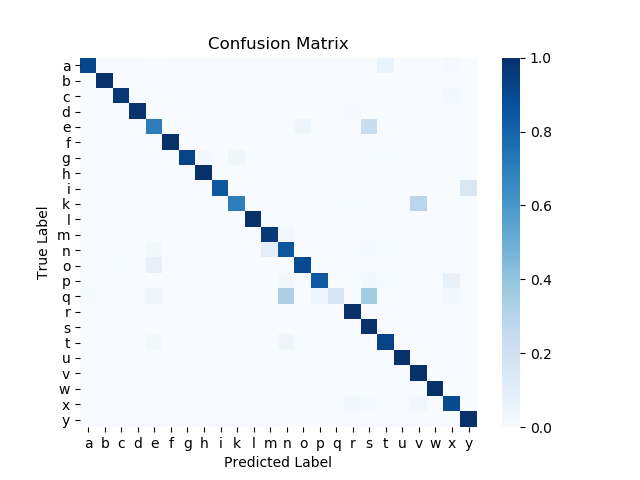 Confusion Matrix
True Label
a
b
c
d
e
f
g
h
i
k
l
m
n
o
p
q
r
s
t
u
v
w
x
y
a b c d e f g h i k l m n o p q r s t u v w x y
Predicted Label
1.0
0.8
0.6
0.4
0.2
0.0